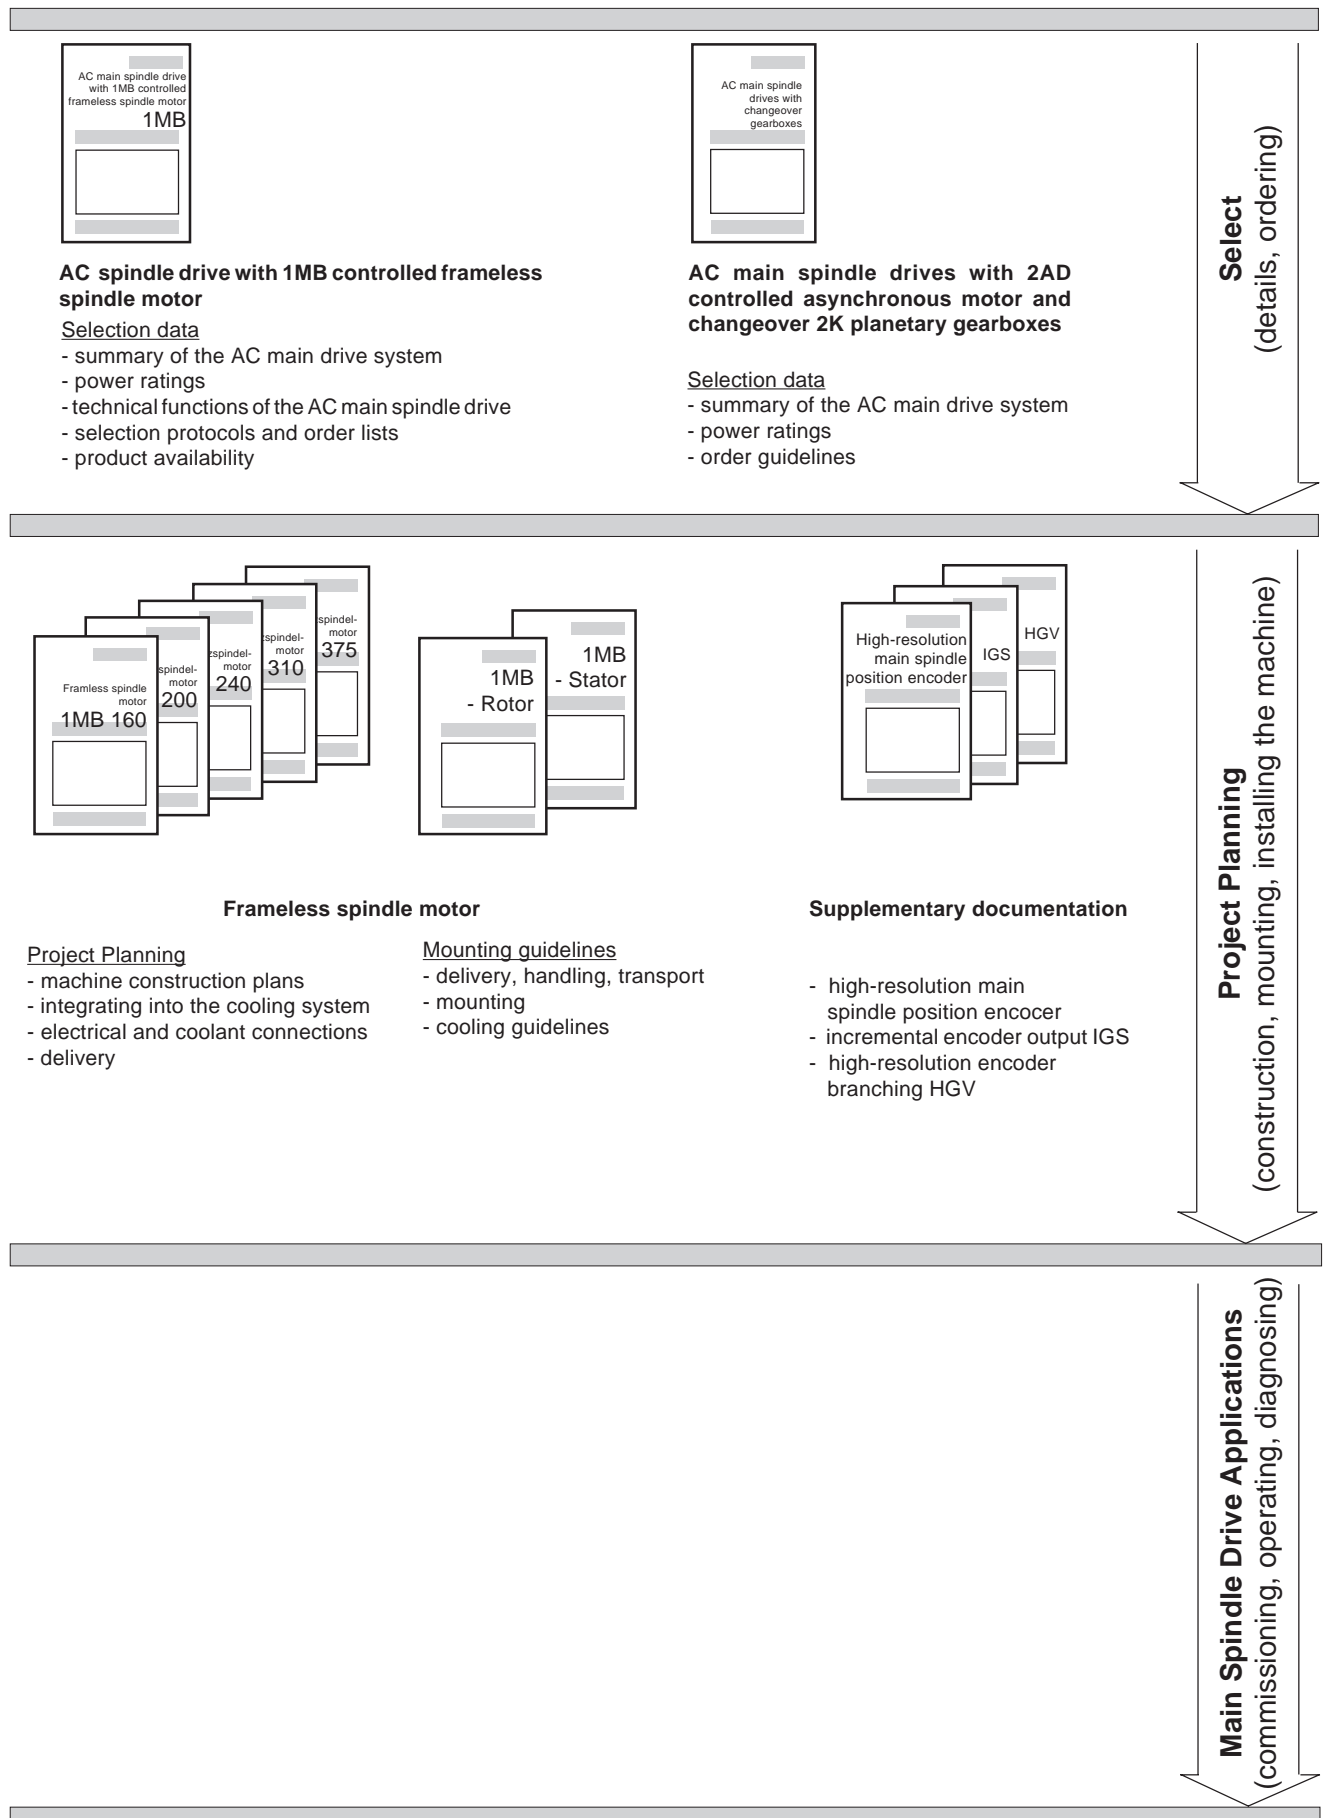 AC main spindle drive
with 1MB controlled
frameless spindle motor
1MB
AC spindle drive with 1MB controlled frameless
spindle motor
Selection data
- summary of the AC main drive system
- power ratings
- technical functions of the AC main spindle drive
- selection protocols and order lists
- product availability
AC main spindle
drives with
changeover
gearboxes
AC main spindle drives with 2AD
controlled asynchronous motor and
changeover 2K planetary gearboxes
Selection data
- summary of the AC main drive system
- power ratings
- order guidelines
Select
(details, ordering)
Framless spindle
motor
1MB 160
spindel-
motor
200
zspindel-
motor
240
zspindel-
motor
310
spindel-
motor
375
1MB
- Rotor
1MB
- Stator
High-resolution
main spindle
position encoder
IGS
HGV
Frameless spindle motor
Project Planning
- machine construction plans
- integrating into the cooling system
- electrical and coolant connections
- delivery
Mounting guidelines
- delivery, handling, transport
- mounting
- cooling guidelines
Supplementary documentation
- high-resolution main
spindle position encocer
- incremental encoder output IGS
- high-resolution encoder
branching HGV
Project Planning
(construction, mounting, installing the machine)
Main Spindle Drive Applications
(commissioning, operating, diagnosing)